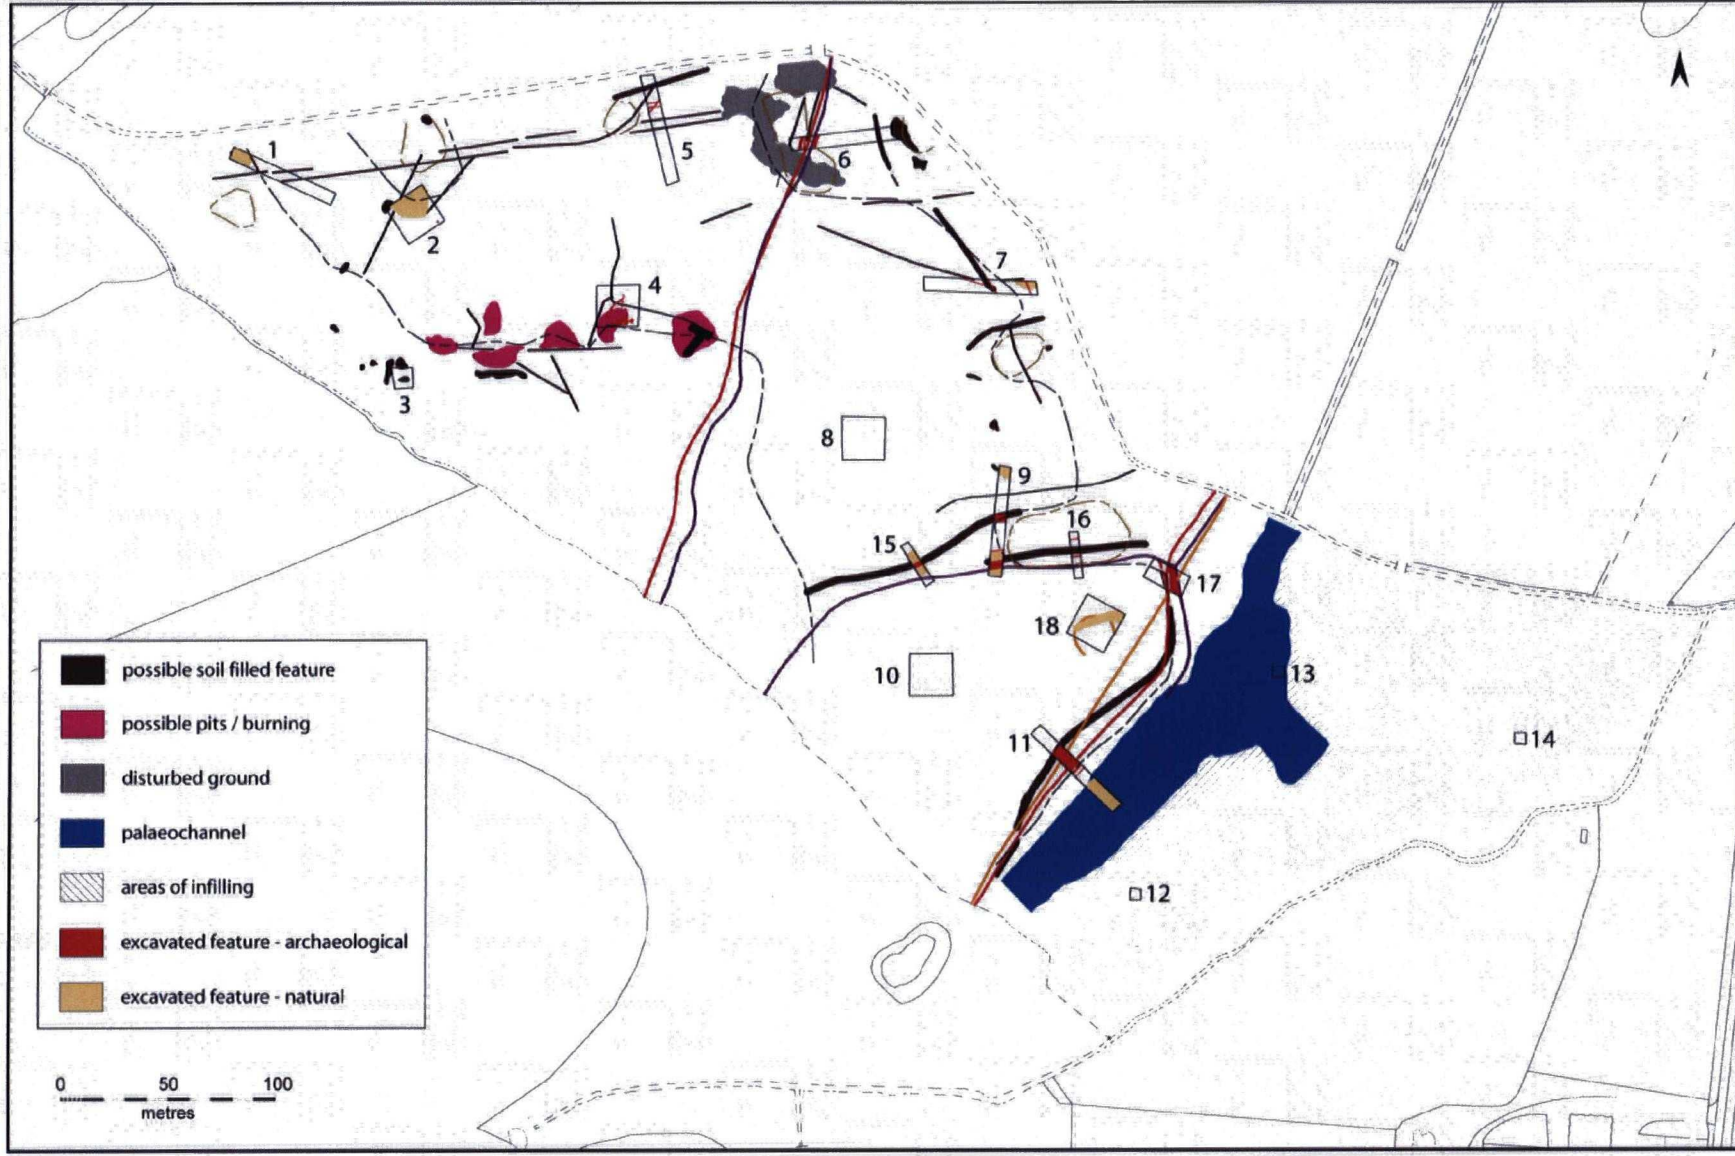 1
2
3
4
5
6
7
8
9
10
11
12
13
14
15
16
17
18
possible soil filled feature
possible pits / burning
disturbed ground
palaeochannel
areas of infilling
excavated feature - archaeological
excavated feature - natural
0 50 100
metres